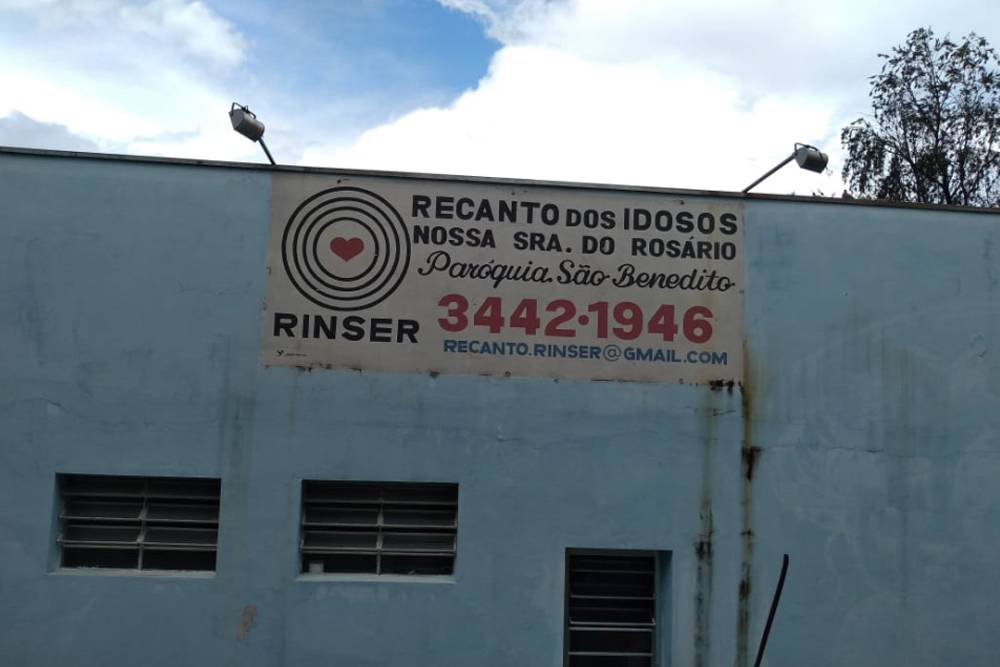 RECANTO DOS IDOSOS
NOSSA SRA. DO ROSÁRIO
Paróquia São Benedito
RINSER
3442•1946
RECANTO.RINSER@GMAIL.COM